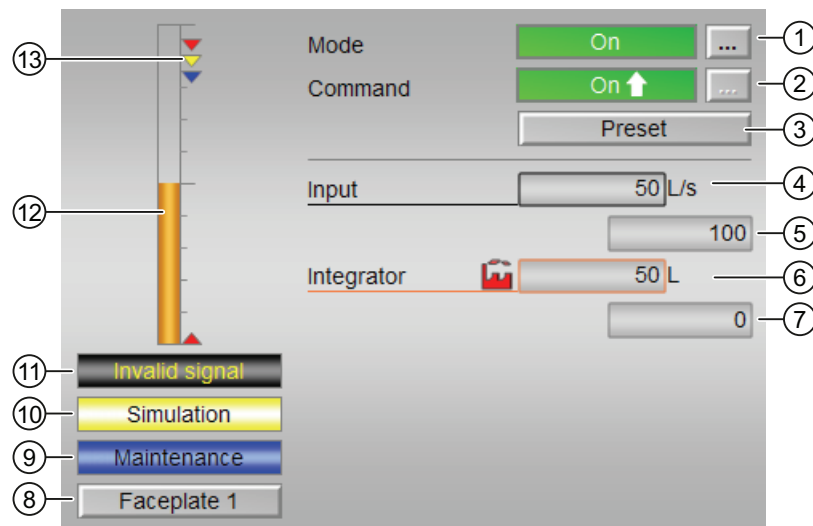 Mode On ... 1
Command On ... 2
Preset 3
Input 50 L/s 4
100 5
Integrator 50 L 6
0 7
13
12
11 Invalid signal
10 Simulation
9 Maintenance
8 Faceplate 1